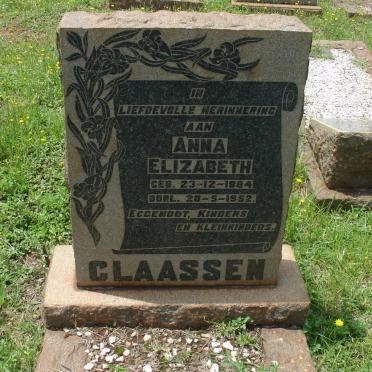 IN
LIEFDEVOLLE HERINNERING
AAN
ANNA
ELIZABETH
GEB. 23-12-1884
OORL. 20-5-1952.
EGGENOOT, KINDERS
EN KLEINKINDERS.
CLAASSEN